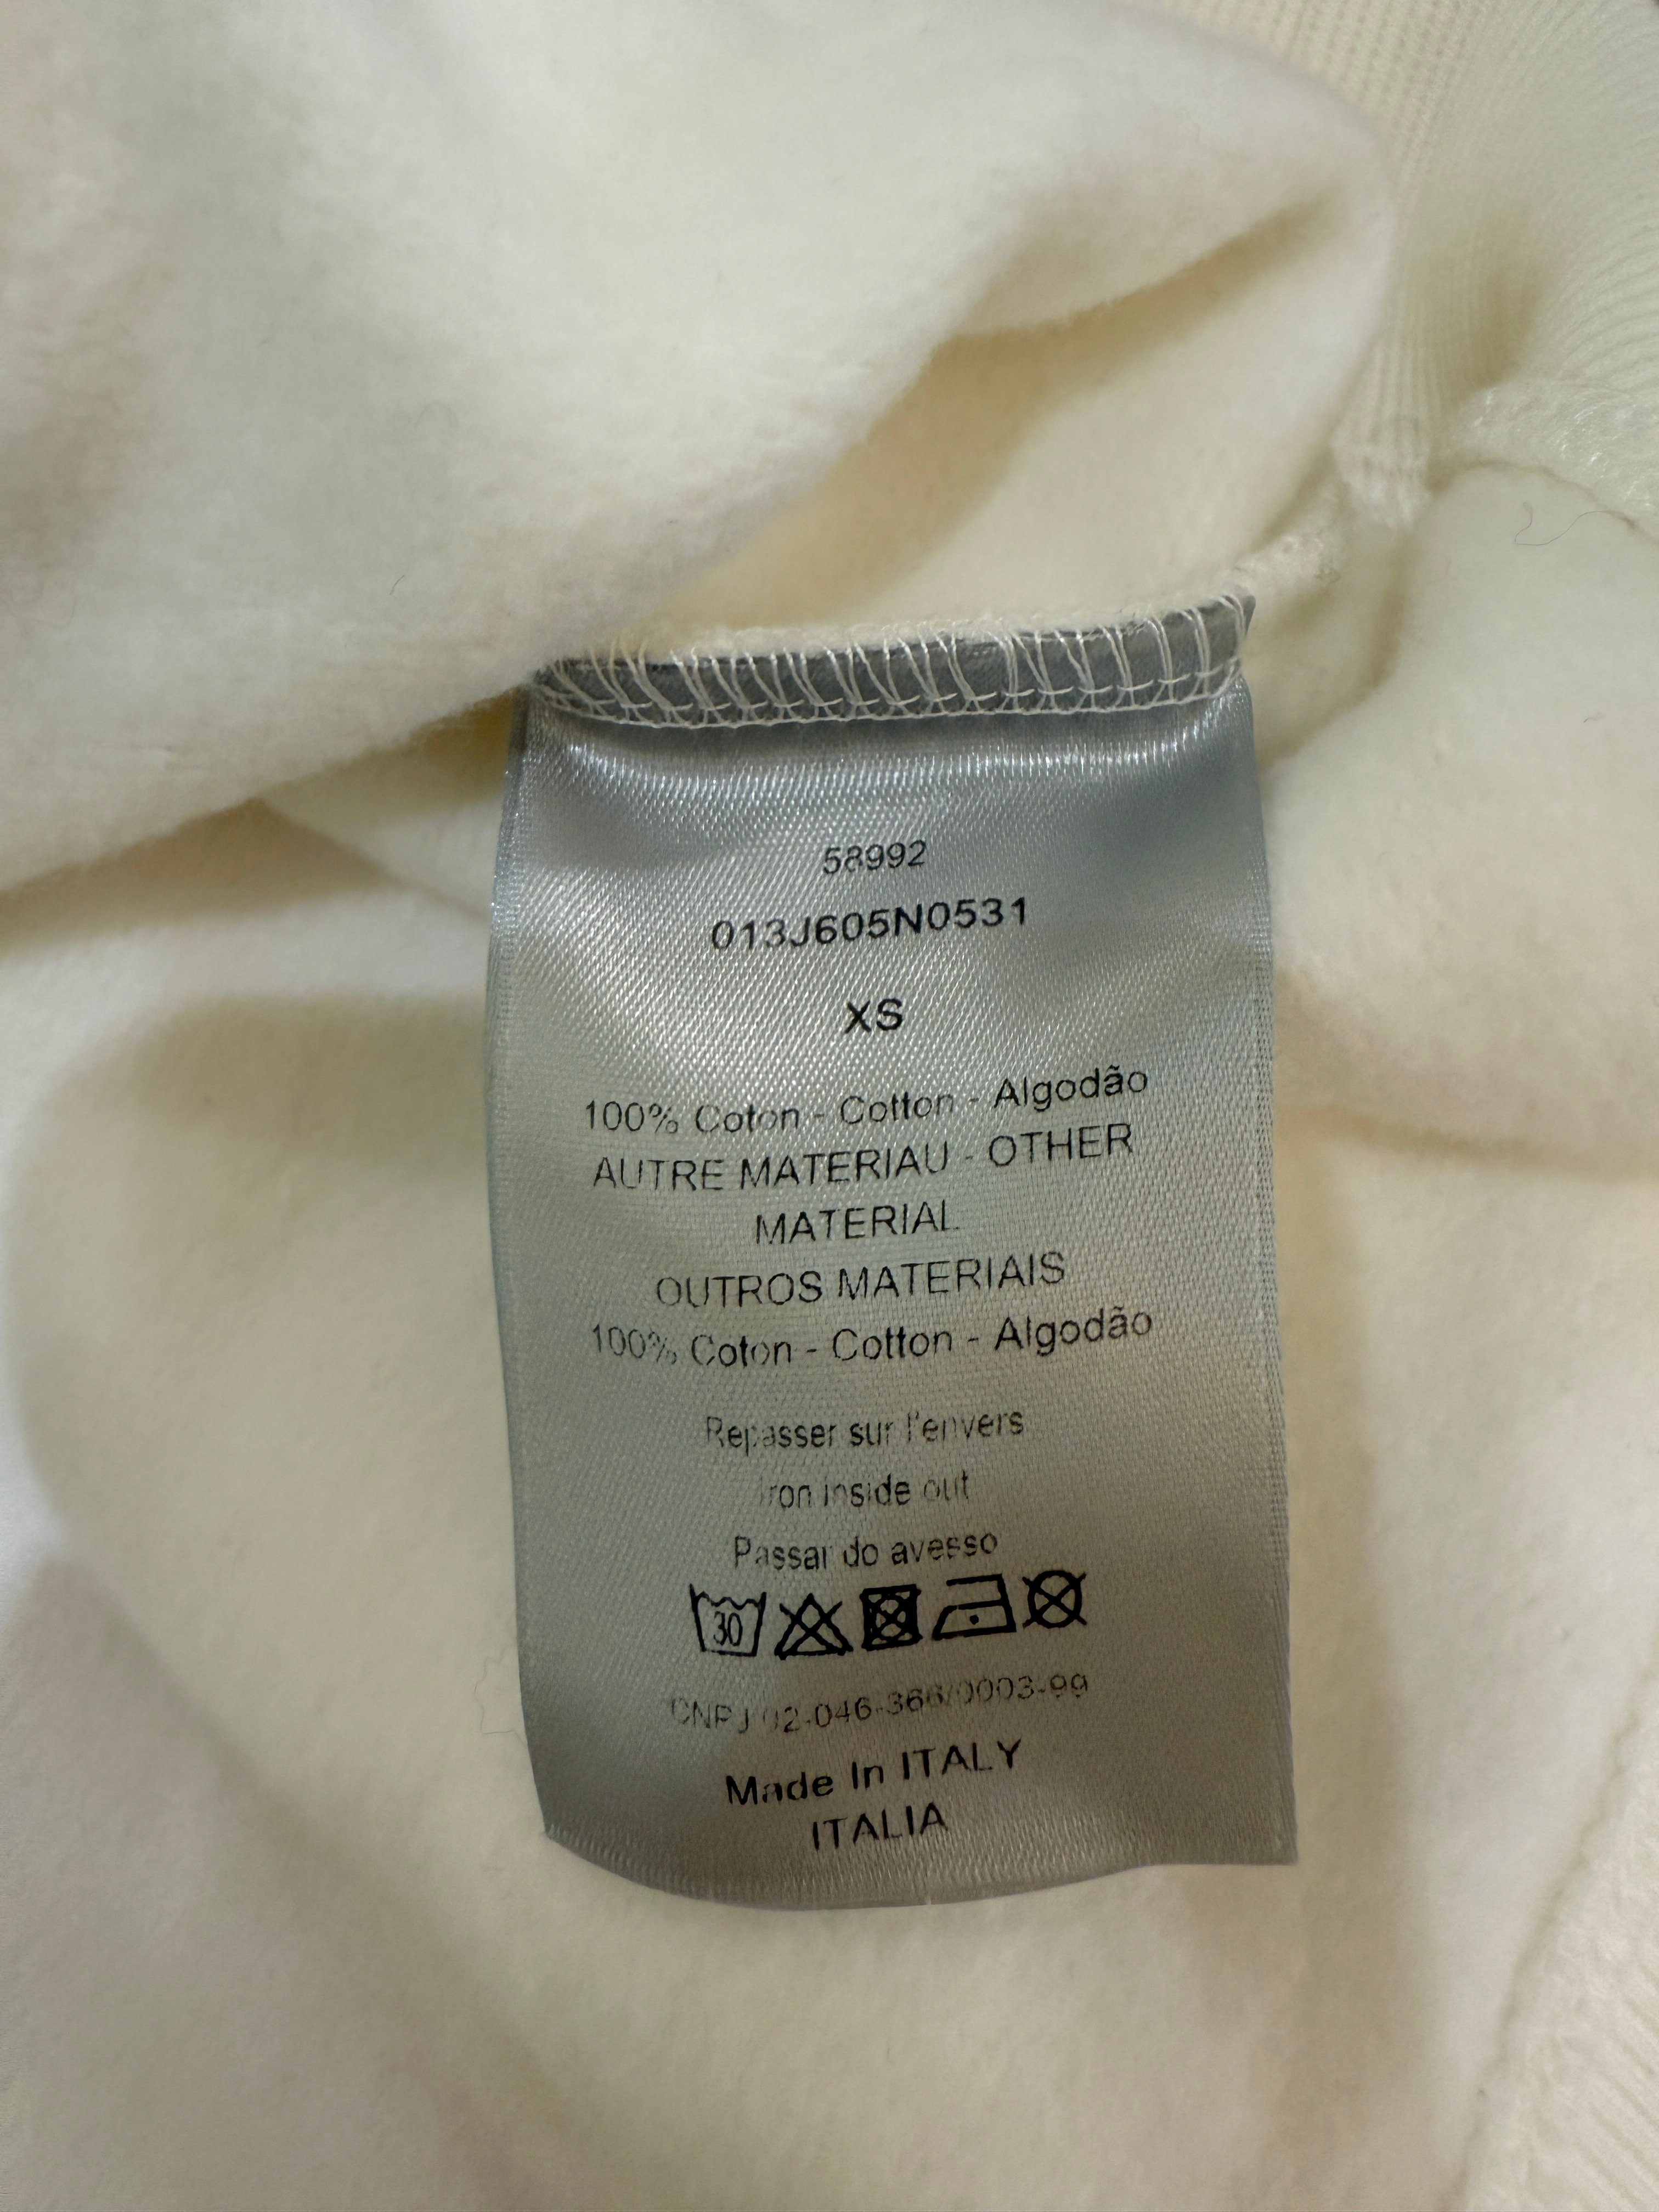 58992
013J605N0531
XS
100% Coton - Cotton - Algodão
AUTRE MATERIAU - OTHER
MATERIAL
OUTROS MATERIAIS
100% Coton - Cotton - Algodão
Repasser sur l'envers
Iron inside out
Passar do avesso
30
CNPJ 02-046-366/0003-99
Made In ITALY
ITALIA